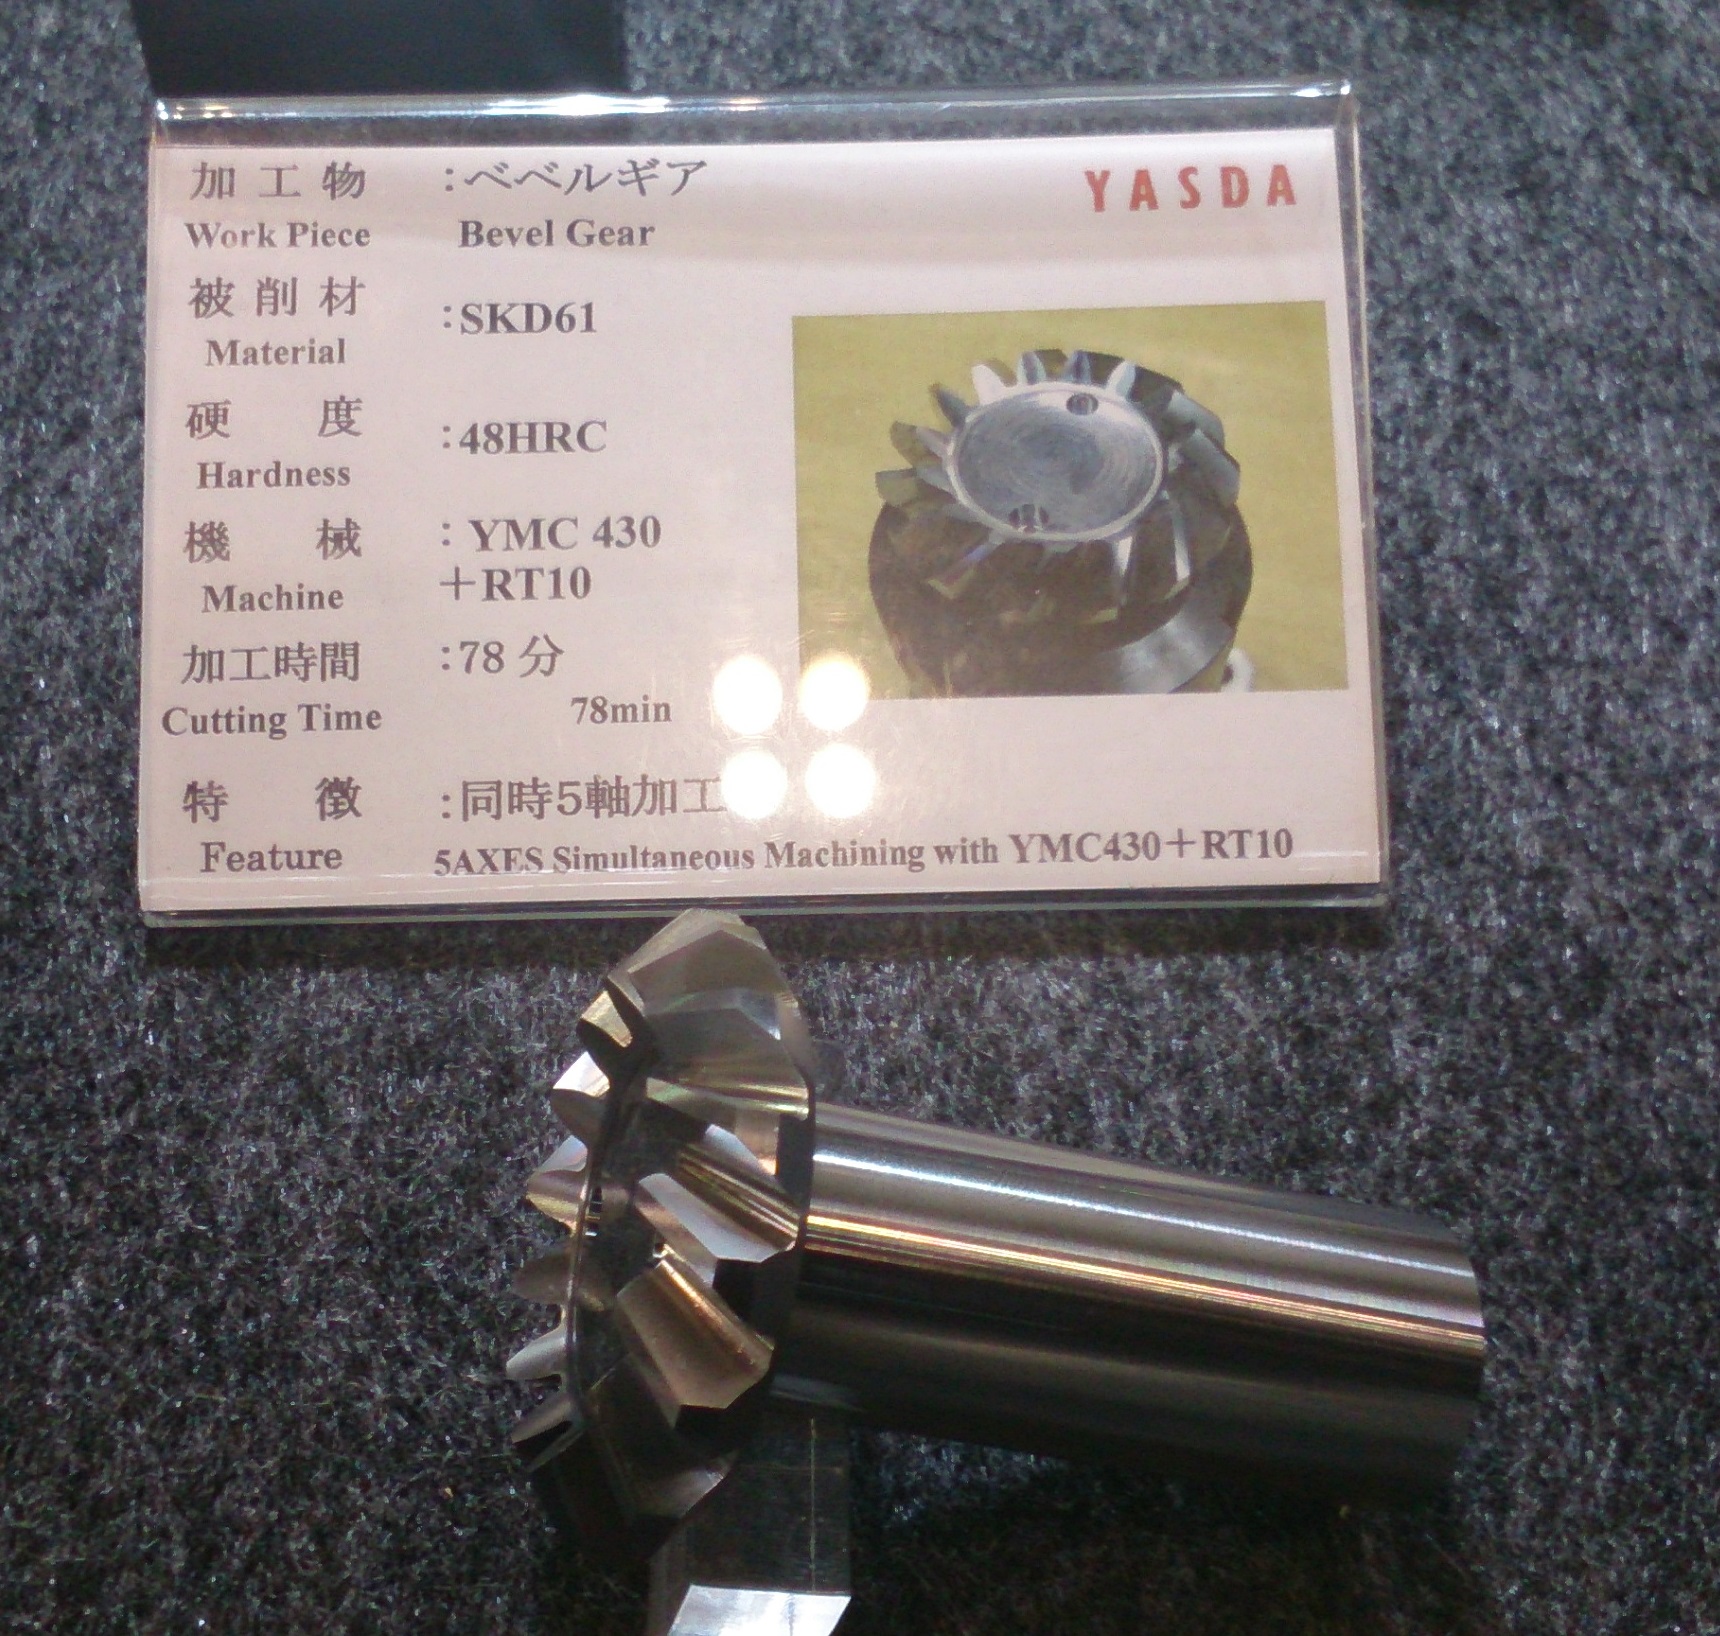 加工物 :ベベルギア
YASDA
Work Piece Bevel Gear
被削材 :SKD61
Material
硬度 :48HRC
Hardness
機械 : YMC 430
Machine +RT10
加工時間 :78 分
Cutting Time 78min
特徴 :同時5軸加工
Feature 5AXES Simultaneous Machining with YMC430+RT10